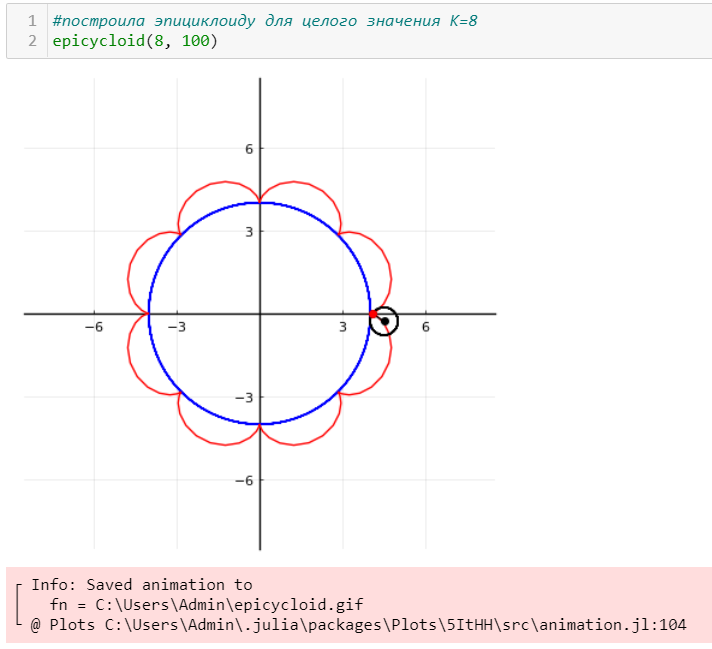 1 #построила эпициклоиду для целого значения K=8
2 epicycloid(8, 100)
6
3
−6 −3 3 6
−3
−6
┌ Info: Saved animation to
│ fn = C:\Users\Admin\epicycloid.gif
└ @ Plots C:\Users\Admin\.julia\packages\Plots\5ItHH\src\animation.jl:104